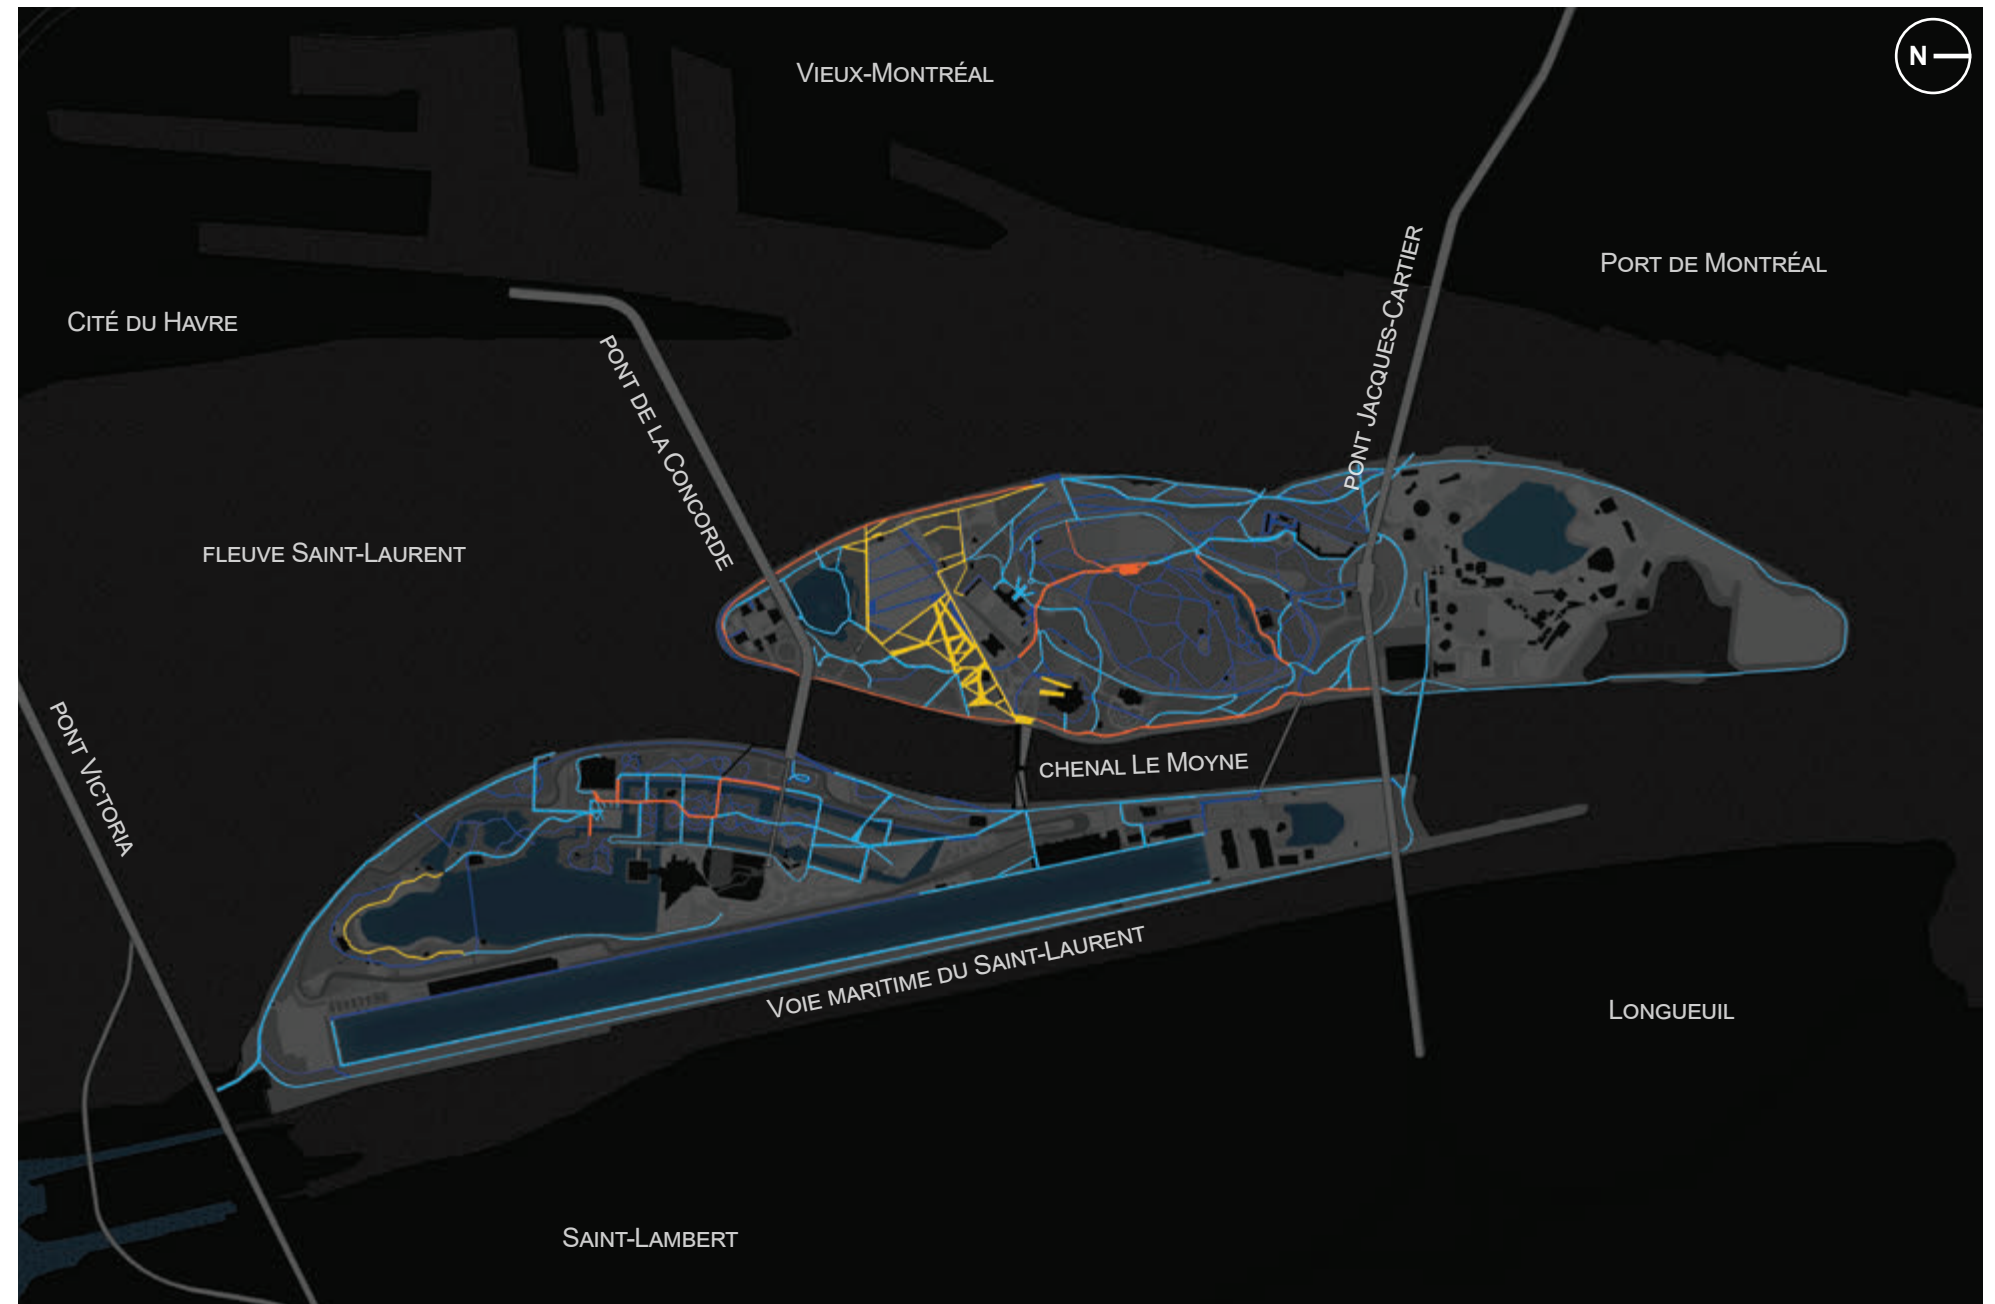 Vieux-Montréal
N
Port de Montréal
Cité du Havre
pont Jacques-Cartier
pont de la Concorde
fleuve Saint-Laurent
pont Victoria
chenal Le Moyne
Voie maritime du Saint-Laurent
Longueuil
Saint-Lambert